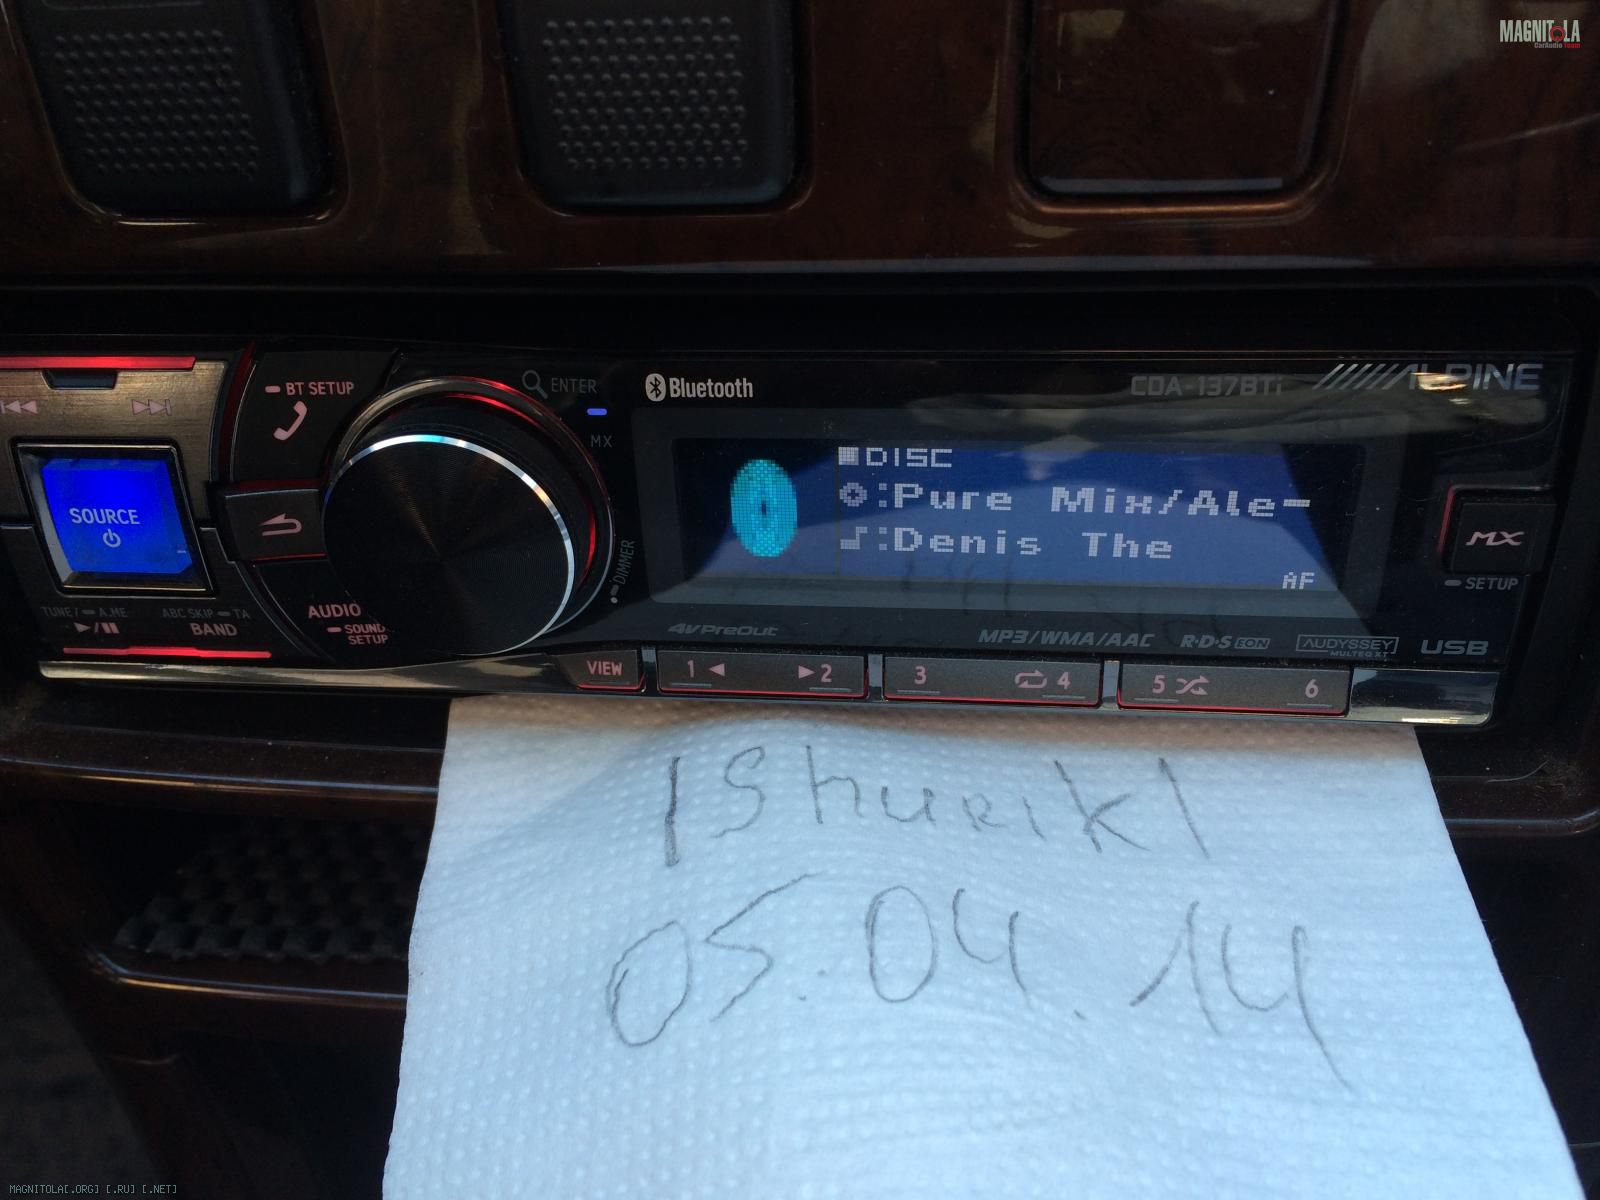 MAGNITOLA
CarAudio Team
BT SETUP
ENTER
Bluetooth
CDA-137BTi
ALPINE
MX
SOURCE
DISC
:Pure Mix/Ale-
:Denis The
AF
MX
SETUP
DIMMER
TUNE/ A.ME
ABC SKIP TA
BAND
AUDIO
SOUND
SETUP
4VPreOut
MP3/WMA/AAC
R·D·S EON
AUDYSSEY
MULTEQ XT
USB
VIEW
1 2 3 4 5 6
|Shurik|
05.04.14
MAGNITOLA[.ORG] [.RU] [.NET]